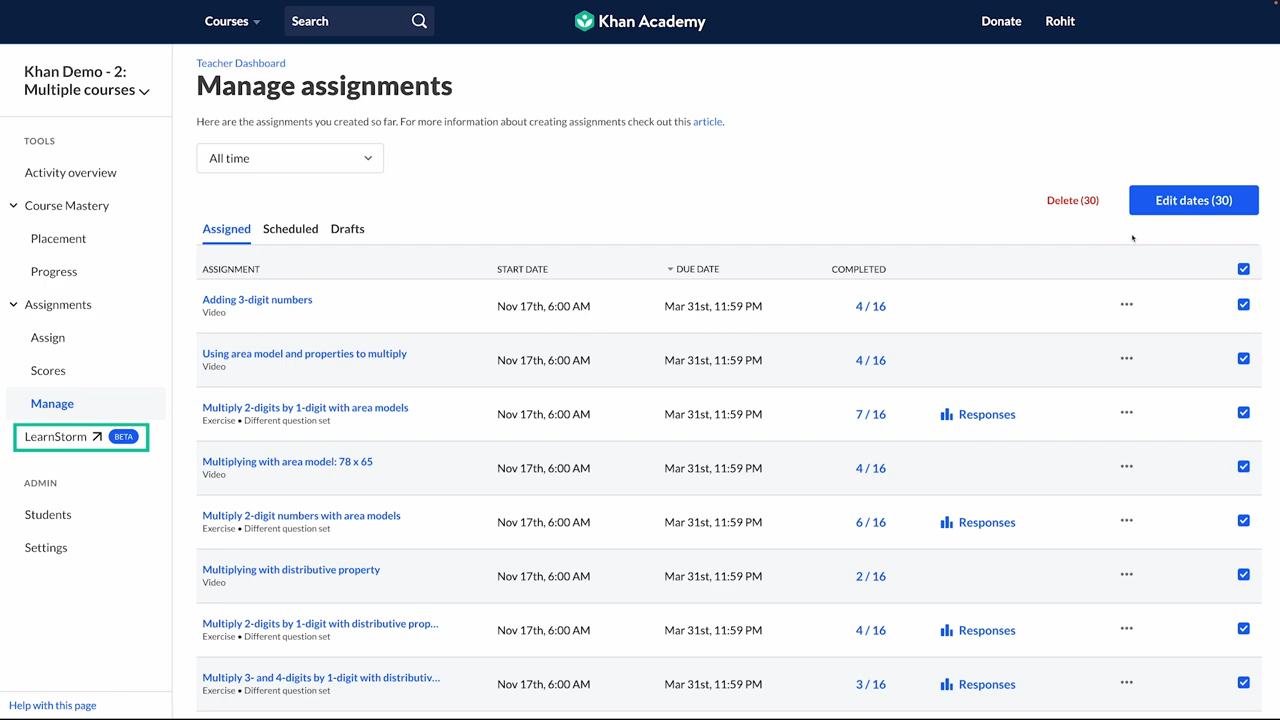 Courses
Search
Khan Academy
Donate
Rohit
Khan Demo - 2:
Multiple courses
TOOLS
Activity overview
Course Mastery
Placement
Progress
Assignments
Assign
Scores
Manage
LearnStorm BETA
ADMIN
Students
Settings
Help with this page
Teacher Dashboard
Manage assignments
Here are the assignments you created so far. For more information about creating assignments check out this article.
All time
Delete (30)
Edit dates (30)
Assigned Scheduled Drafts
ASSIGNMENT START DATE DUE DATE COMPLETED
Adding 3-digit numbers
Video
Nov 17th, 6:00 AM Mar 31st, 11:59 PM 4 / 16
Using area model and properties to multiply
Video
Nov 17th, 6:00 AM Mar 31st, 11:59 PM 4 / 16
Multiply 2-digits by 1-digit with area models
Exercise • Different question set
Nov 17th, 6:00 AM Mar 31st, 11:59 PM 7 / 16 Responses
Multiplying with area model: 78 x 65
Video
Nov 17th, 6:00 AM Mar 31st, 11:59 PM 4 / 16
Multiply 2-digit numbers with area models
Exercise • Different question set
Nov 17th, 6:00 AM Mar 31st, 11:59 PM 6 / 16 Responses
Multiplying with distributive property
Video
Nov 17th, 6:00 AM Mar 31st, 11:59 PM 2 / 16
Multiply 2-digits by 1-digit with distributive prop...
Exercise • Different question set
Nov 17th, 6:00 AM Mar 31st, 11:59 PM 4 / 16 Responses
Multiply 3- and 4-digits by 1-digit with distributiv...
Exercise • Different question set
Nov 17th, 6:00 AM Mar 31st, 11:59 PM 3 / 16 Responses